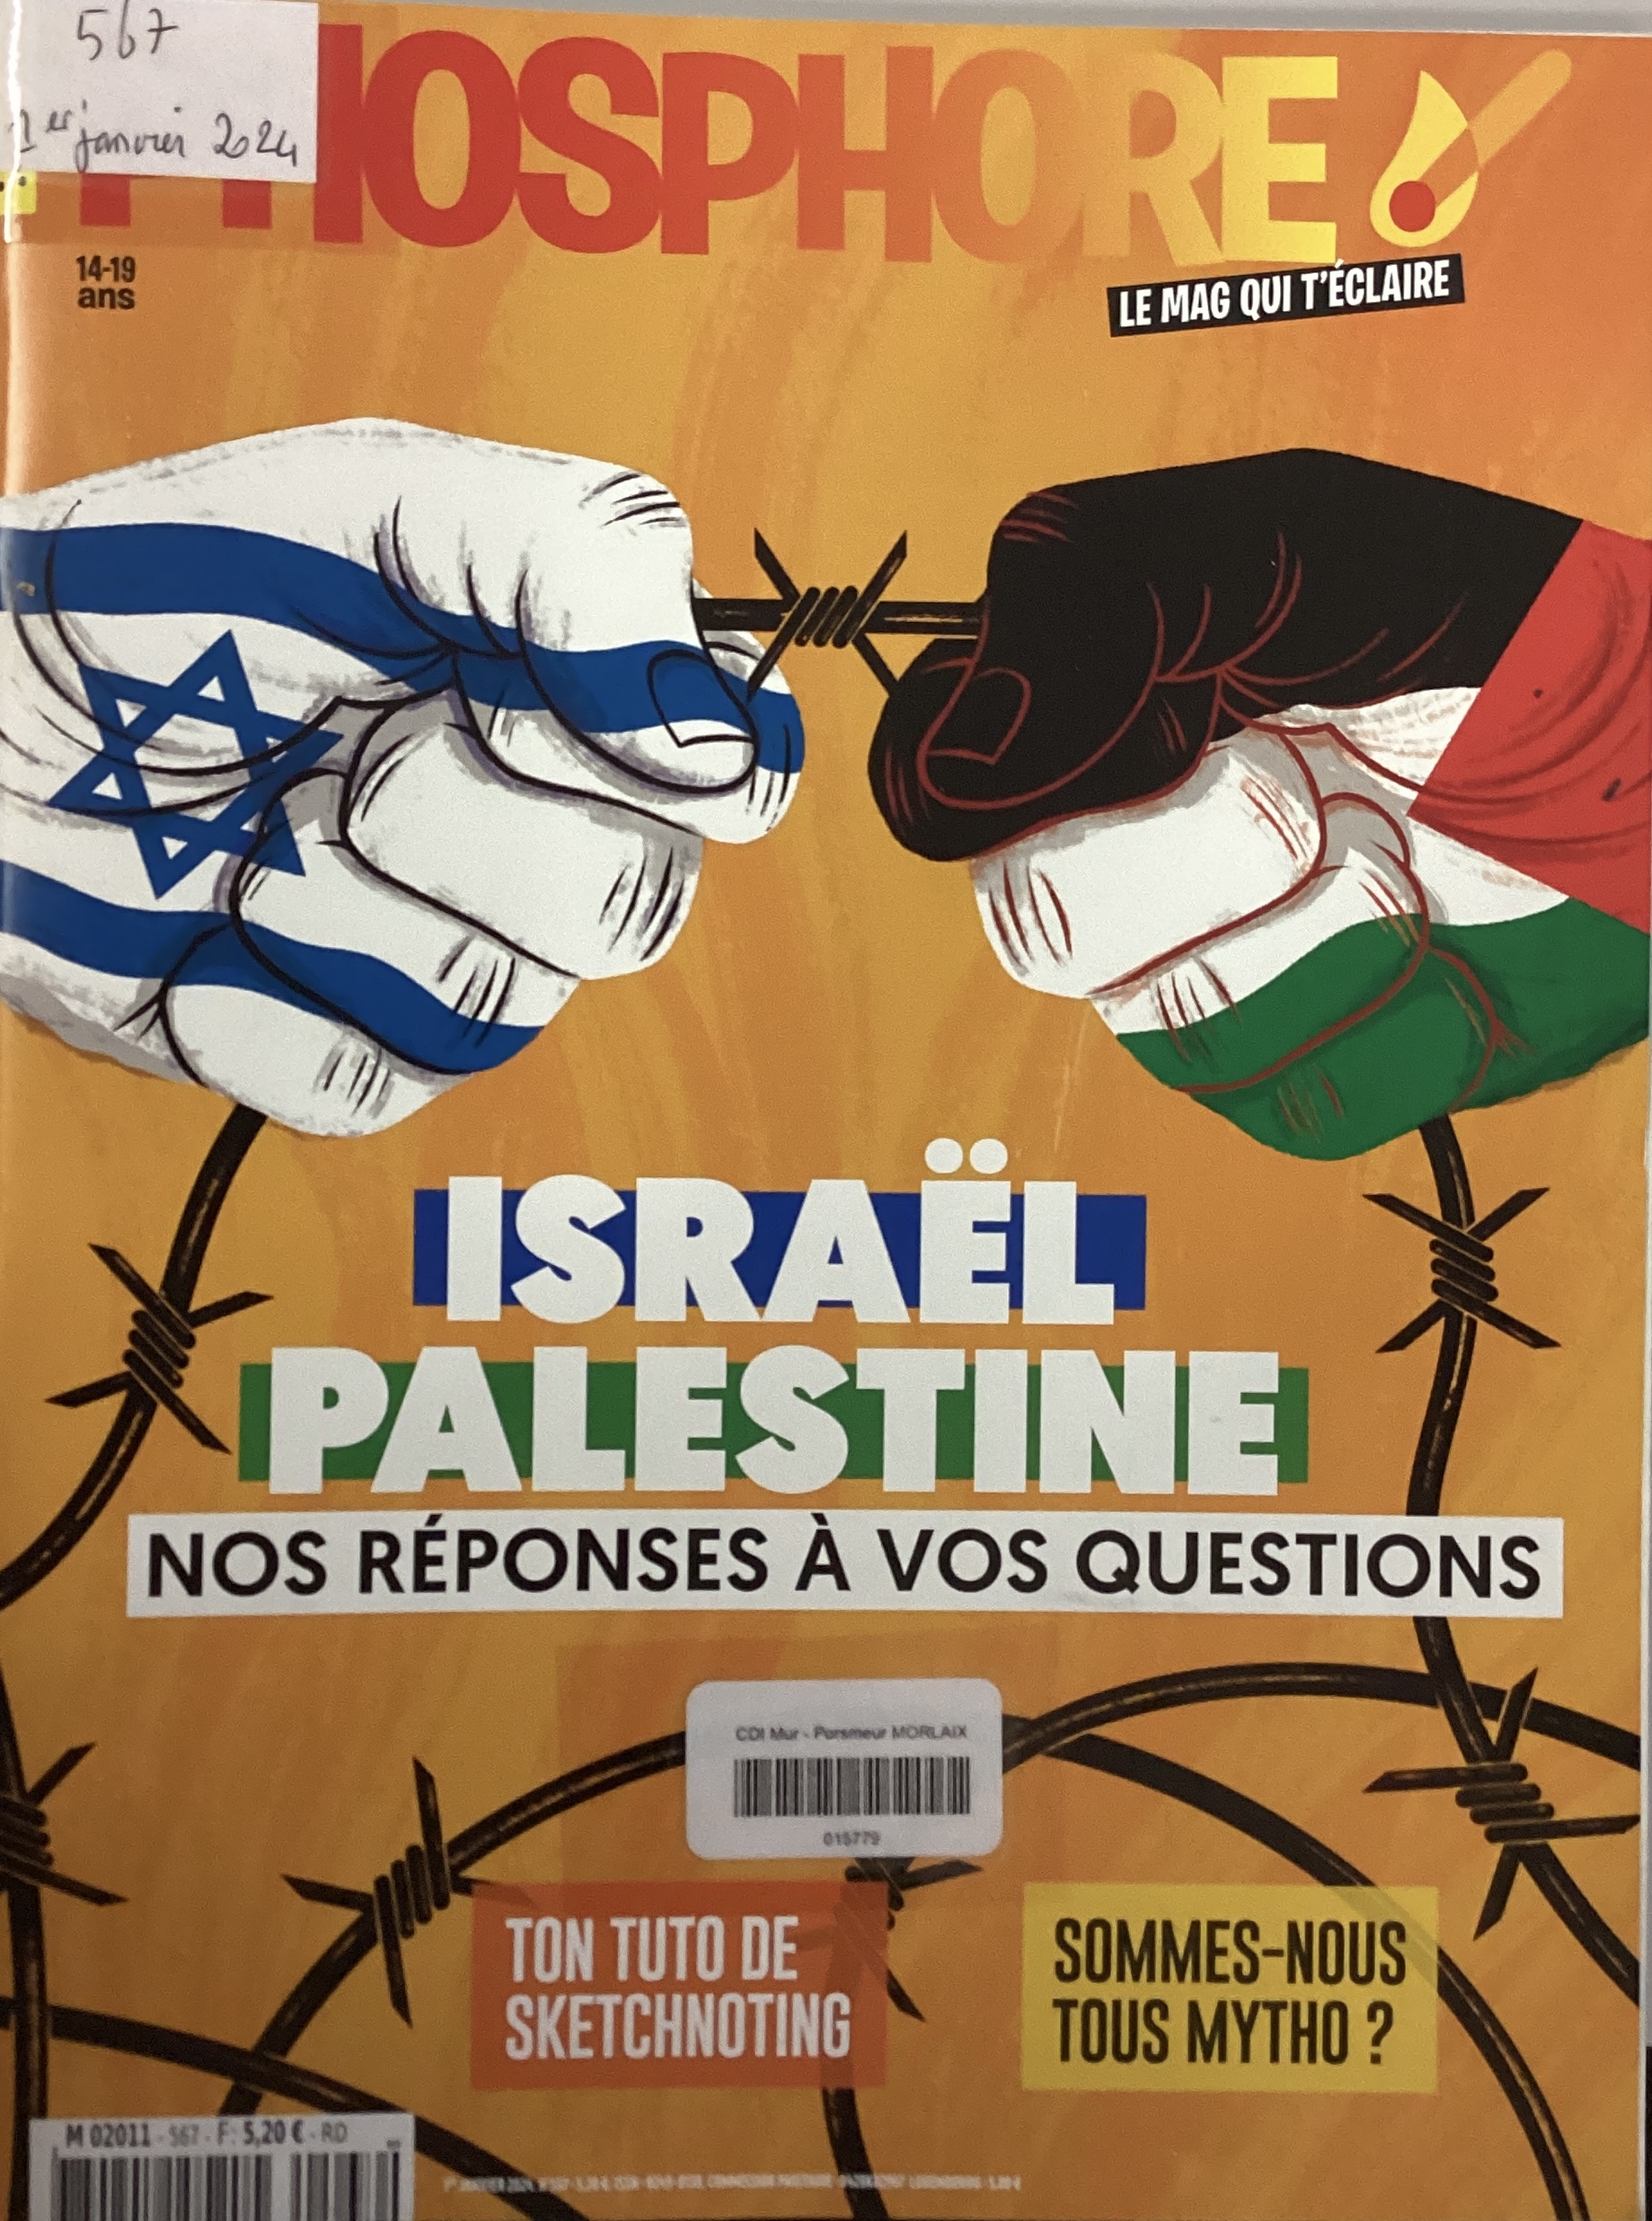 567
1er janvier 2024
PHOSPHORE
14-19
ans
LE MAG QUI T'ÉCLAIRE
ISRAËL
PALESTINE
NOS RÉPONSES À VOS QUESTIONS
CDI Mur - Porsmeur MORLAIX
015779
TON TUTO DE
SKETCHNOTING
SOMMES-NOUS
TOUS MYTHO ?
M 02011 - 567 - F: 5,20 € - RD